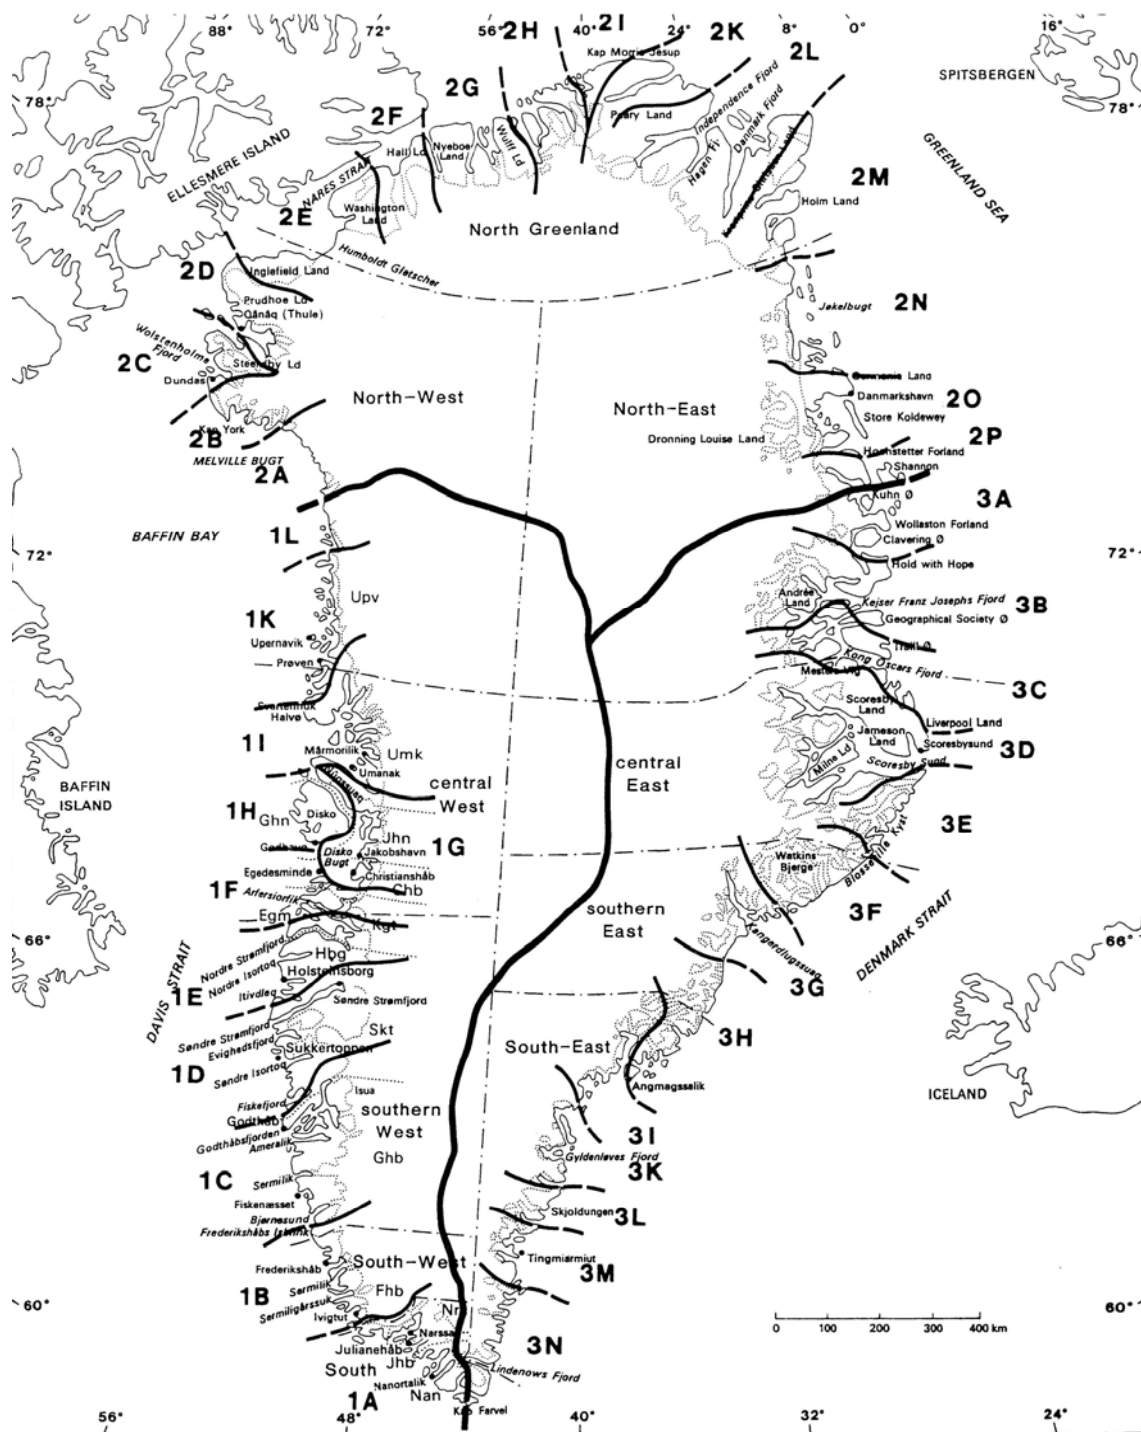 88°
72°
56°
2H
40°
2I
24°
2K
8°
2L
0°
16°
Kap Morris Jesup
SPITSBERGEN
78°
78°
2G
2F
Peary Land
Independence Fjord
Danmark Fjord
Hagen Fj.
Wulff Ld
Nyeboe
Land
Hall Ld
ELLESMERE ISLAND
NARES STRAIT
GREENLAND SEA
2E
Washington
Land
2M
Holm Land
North Greenland
Humboldt Gletscher
2D
Inglefield Land
Prudhoe Ld
Qânâq (Thule)
2N
Jøkelbugt
Wolstenholme
Fjord
2C
Steensby Ld
Dundas
Germania Land
Danmarkshavn
2O
North-West
North-East
Store Koldewey
Kap York
2B
Dronning Louise Land
2P
MELVILLE BUGT
Hochstetter Forland
Shannon
2A
Kuhn Ø
3A
BAFFIN BAY
1L
Wollaston Forland
Clavering Ø
72°
72°
Hold with Hope
Upv
Andrée
Land
Kejser Franz Josephs Fjord
3B
1K
Geographical Society Ø
Upernavik
Traill Ø
Prøven
Kong Oscars Fjord
Mesters Vig
3C
Svartenhuk
Halvø
Scoresby
Land
Liverpool Land
1I
Jameson
Land
Scoresbysund
3D
Mârmorilik
Umk
Umanak
Milne Ld
Scoresby Sund
central
East
Nûgssuaq
central
West
BAFFIN
ISLAND
1H
Ghn
Disko
3E
Jhn
1G
Godhavn
Disko
Bugt
Jakobshavn
Blosseville Kyst
Watkins
Bjerge
Egedesminde
Christianshåb
1F
Chb
Arfersiorfik
3F
Egm
Kgt
southern
East
DENMARK STRAIT
66°
66°
Kangerdlugssuaq
Nordre Strømfjord
Hbg
Nordre Isortoq
Holsteinsborg
DAVIS STRAIT
1E
Itivdleq
3G
Søndre Strømfjord
Søndre Strømfjord
Skt
3H
Evighedsfjord
Sukkertoppen
South-East
1D
Søndre Isortoq
Angmagssalik
Isua
ICELAND
Fiskefjord
southern
West
Godthåb
Godthåbsfjorden
Ameralik
3I
Ghb
Gyldenløves Fjord
1C
Sermilik
3K
Fiskenæsset
Skjoldungen
3L
Bjørnesund
Frederikshåbs Isblink
South-West
Tingmiarmiut
Frederikshåb
3M
Fhb
Sermilik
1B
Sermiligârssuk
60°
60°
Ivigtut
0
100
200
300
400 km
3N
Julianehåb
Jhb
South
Lindenows Fjord
Nanortalik
Nan
1A
Kap Farvel
56°
48°
40°
32°
24°